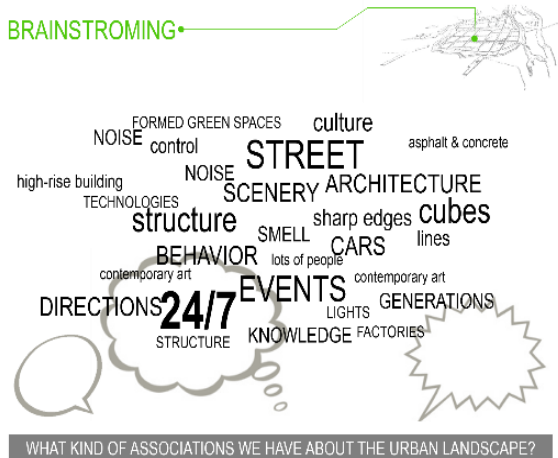 BRAINSTROMING
FORMED GREEN SPACES culture
NOISE control STREET asphalt & concrete
high-rise building NOISE SCENERY ARCHITECTURE
TECHNOLOGIES structure sharp edges cubes
SMELL CARS lines
BEHAVIOR lots of people
contemporary art EVENTS contemporary art
DIRECTIONS 24/7 LIGHTS GENERATIONS
STRUCTURE KNOWLEDGE FACTORIES
WHAT KIND OF ASSOCIATIONS WE HAVE ABOUT THE URBAN LANDSCAPE?